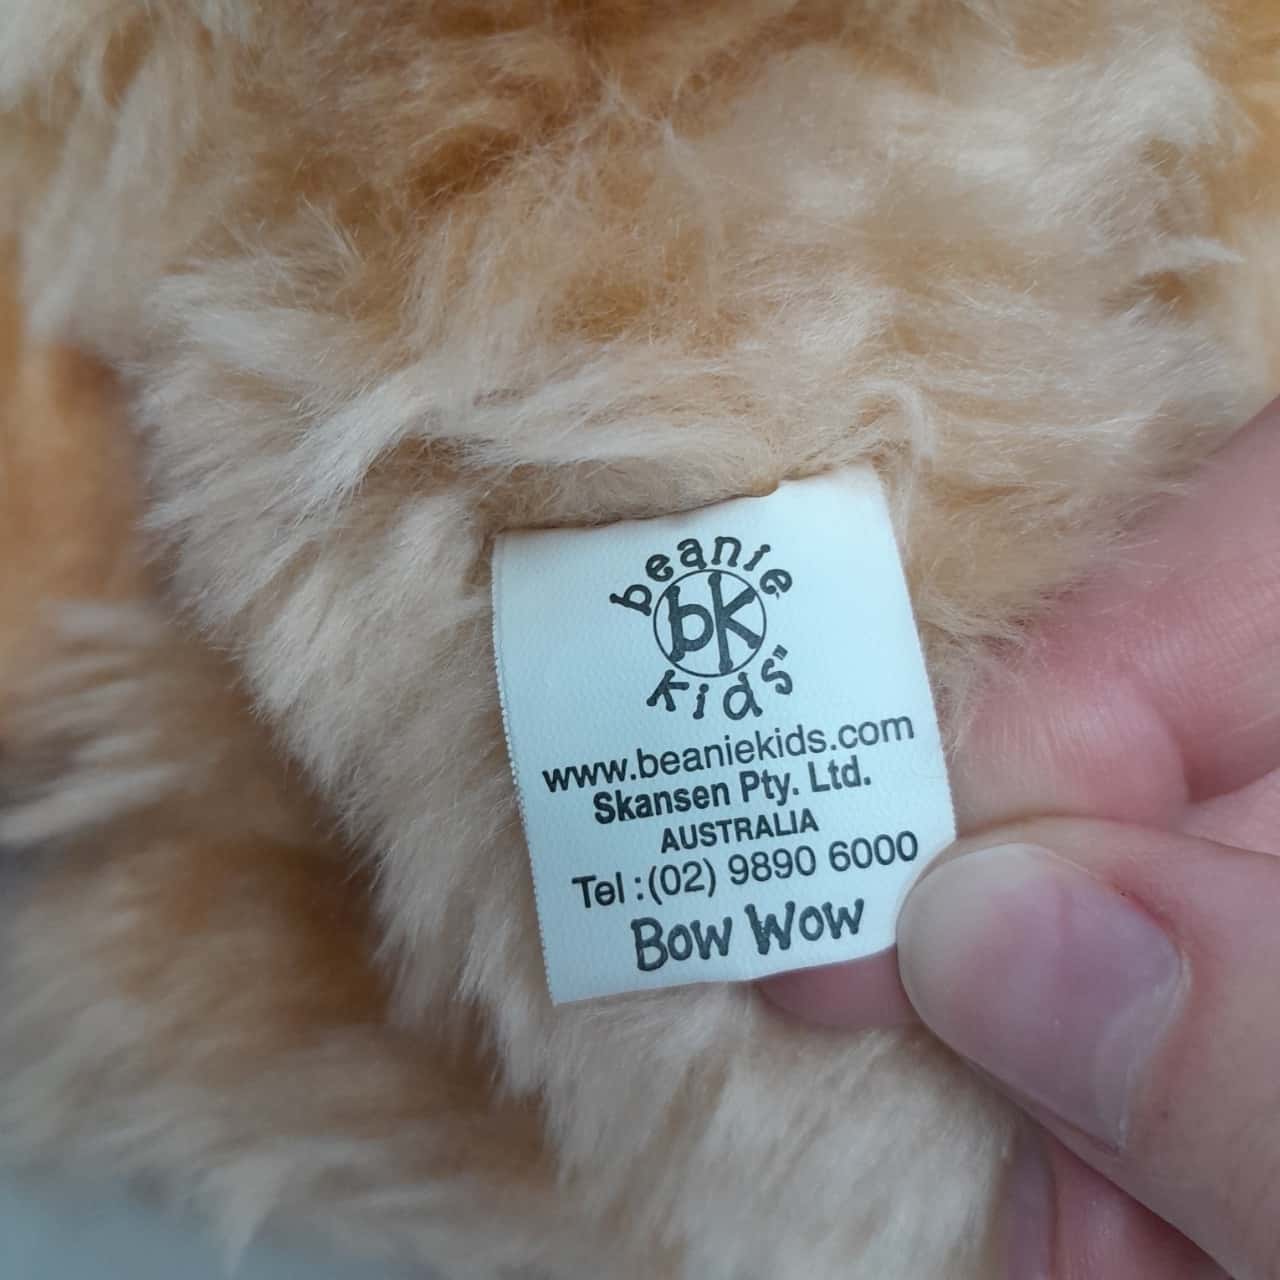 beanie
bk
kids
www.beaniekids.com
Skansen Pty. Ltd.
AUSTRALIA
Tel :(02) 9890 6000
Bow Wow